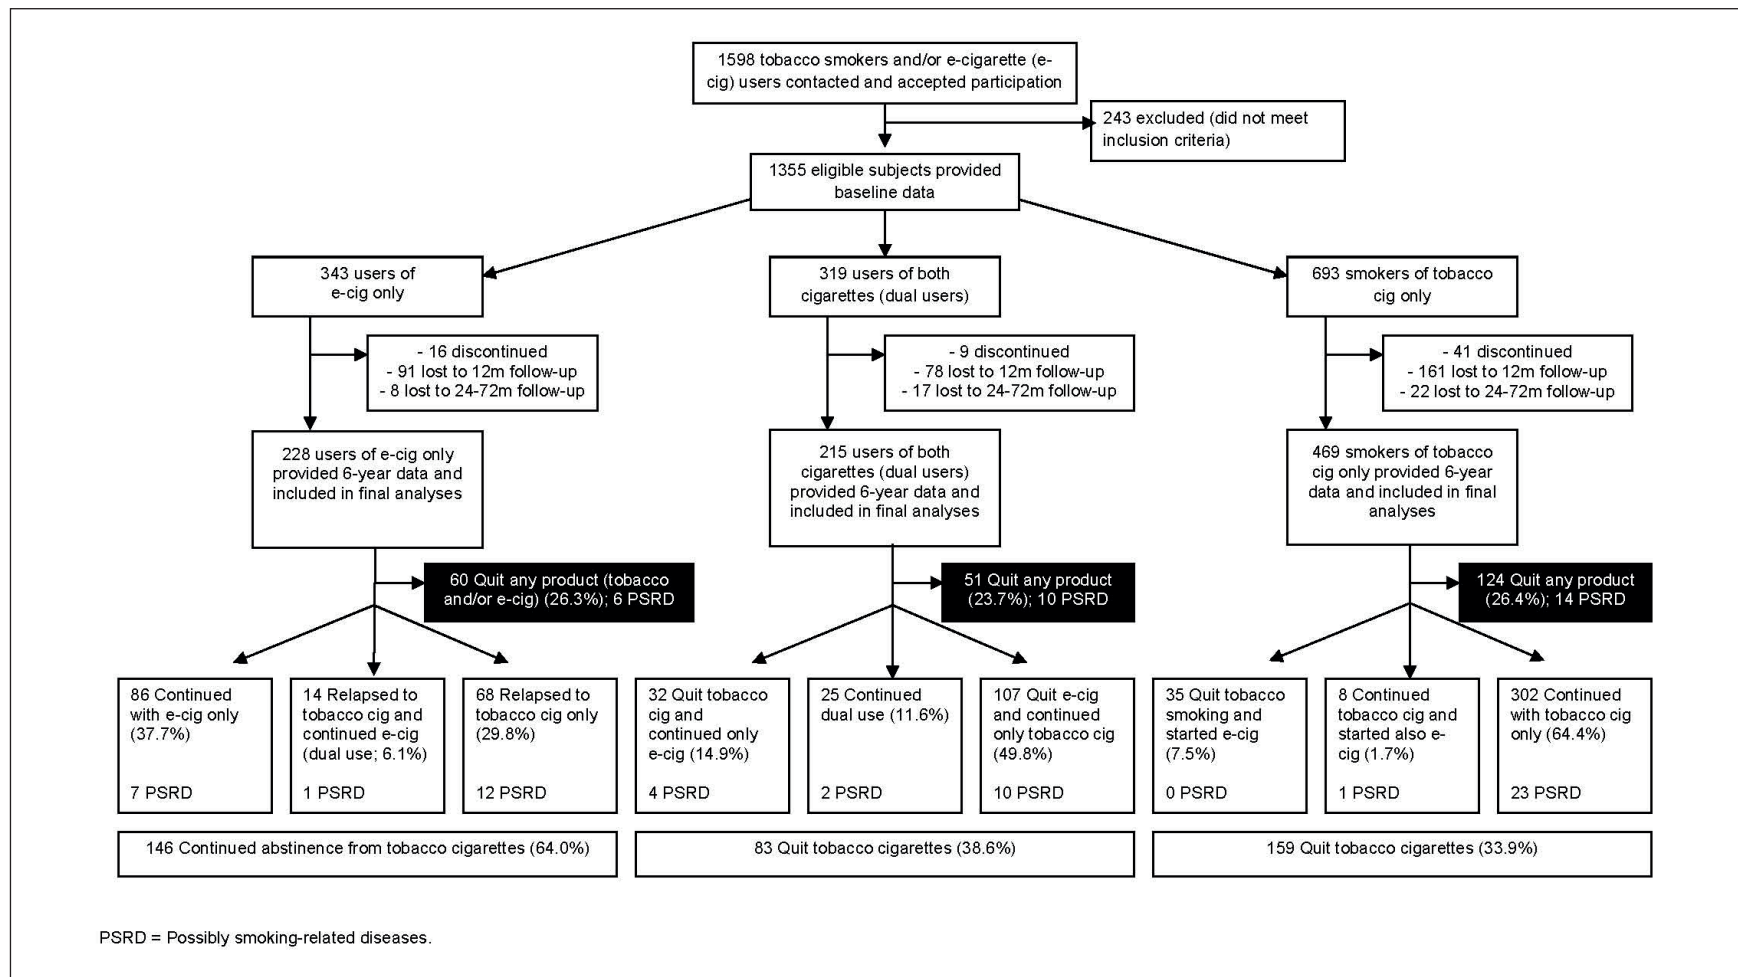 1598 tobacco smokers and/or e-cigarette (e-
cig) users contacted and accepted participation
243 excluded (did not meet
inclusion criteria)
1355 eligible subjects provided
baseline data
343 users of
e-cig only
319 users of both
cigarettes (dual users)
693 smokers of tobacco
cig only
- 16 discontinued
- 91 lost to 12m follow-up
- 8 lost to 24-72m follow-up
- 9 discontinued
- 78 lost to 12m follow-up
- 17 lost to 24-72m follow-up
- 41 discontinued
- 161 lost to 12m follow-up
- 22 lost to 24-72m follow-up
228 users of e-cig only
provided 6-year data and
included in final analyses
215 users of both
cigarettes (dual users)
provided 6-year data and
included in final analyses
469 smokers of tobacco
cig only provided 6-year
data and included in final
analyses
60 Quit any product (tobacco
and/or e-cig) (26.3%); 6 PSRD
51 Quit any product
(23.7%); 10 PSRD
124 Quit any product
(26.4%); 14 PSRD
86 Continued
with e-cig only
(37.7%)
7 PSRD
14 Relapsed to
tobacco cig and
continued e-cig
(dual use; 6.1%)
1 PSRD
68 Relapsed to
tobacco cig only
(29.8%)
12 PSRD
32 Quit tobacco
cig and
continued only
e-cig (14.9%)
4 PSRD
25 Continued
dual use (11.6%)
2 PSRD
107 Quit e-cig
and continued
only tobacco cig
(49.8%)
10 PSRD
35 Quit tobacco
smoking and
started e-cig
(7.5%)
0 PSRD
8 Continued
tobacco cig and
started also e-
cig (1.7%)
1 PSRD
302 Continued
with tobacco cig
only (64.4%)
23 PSRD
146 Continued abstinence from tobacco cigarettes (64.0%)
83 Quit tobacco cigarettes (38.6%)
159 Quit tobacco cigarettes (33.9%)
PSRD = Possibly smoking-related diseases.